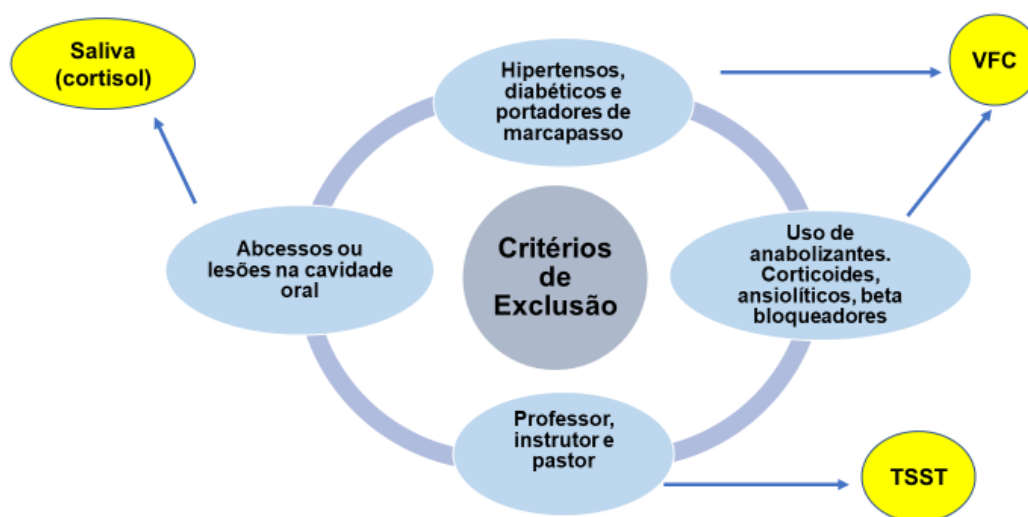 Saliva
(cortisol)
Hipertensos,
diabéticos e
portadores de
marcapasso
VFC
Abcessos ou
lesões na cavidade
oral
Critérios
de
Exclusão
Uso de
anabolizantes.
Corticoides,
ansiolíticos, beta
bloqueadores
Professor,
instrutor e
pastor
TSST